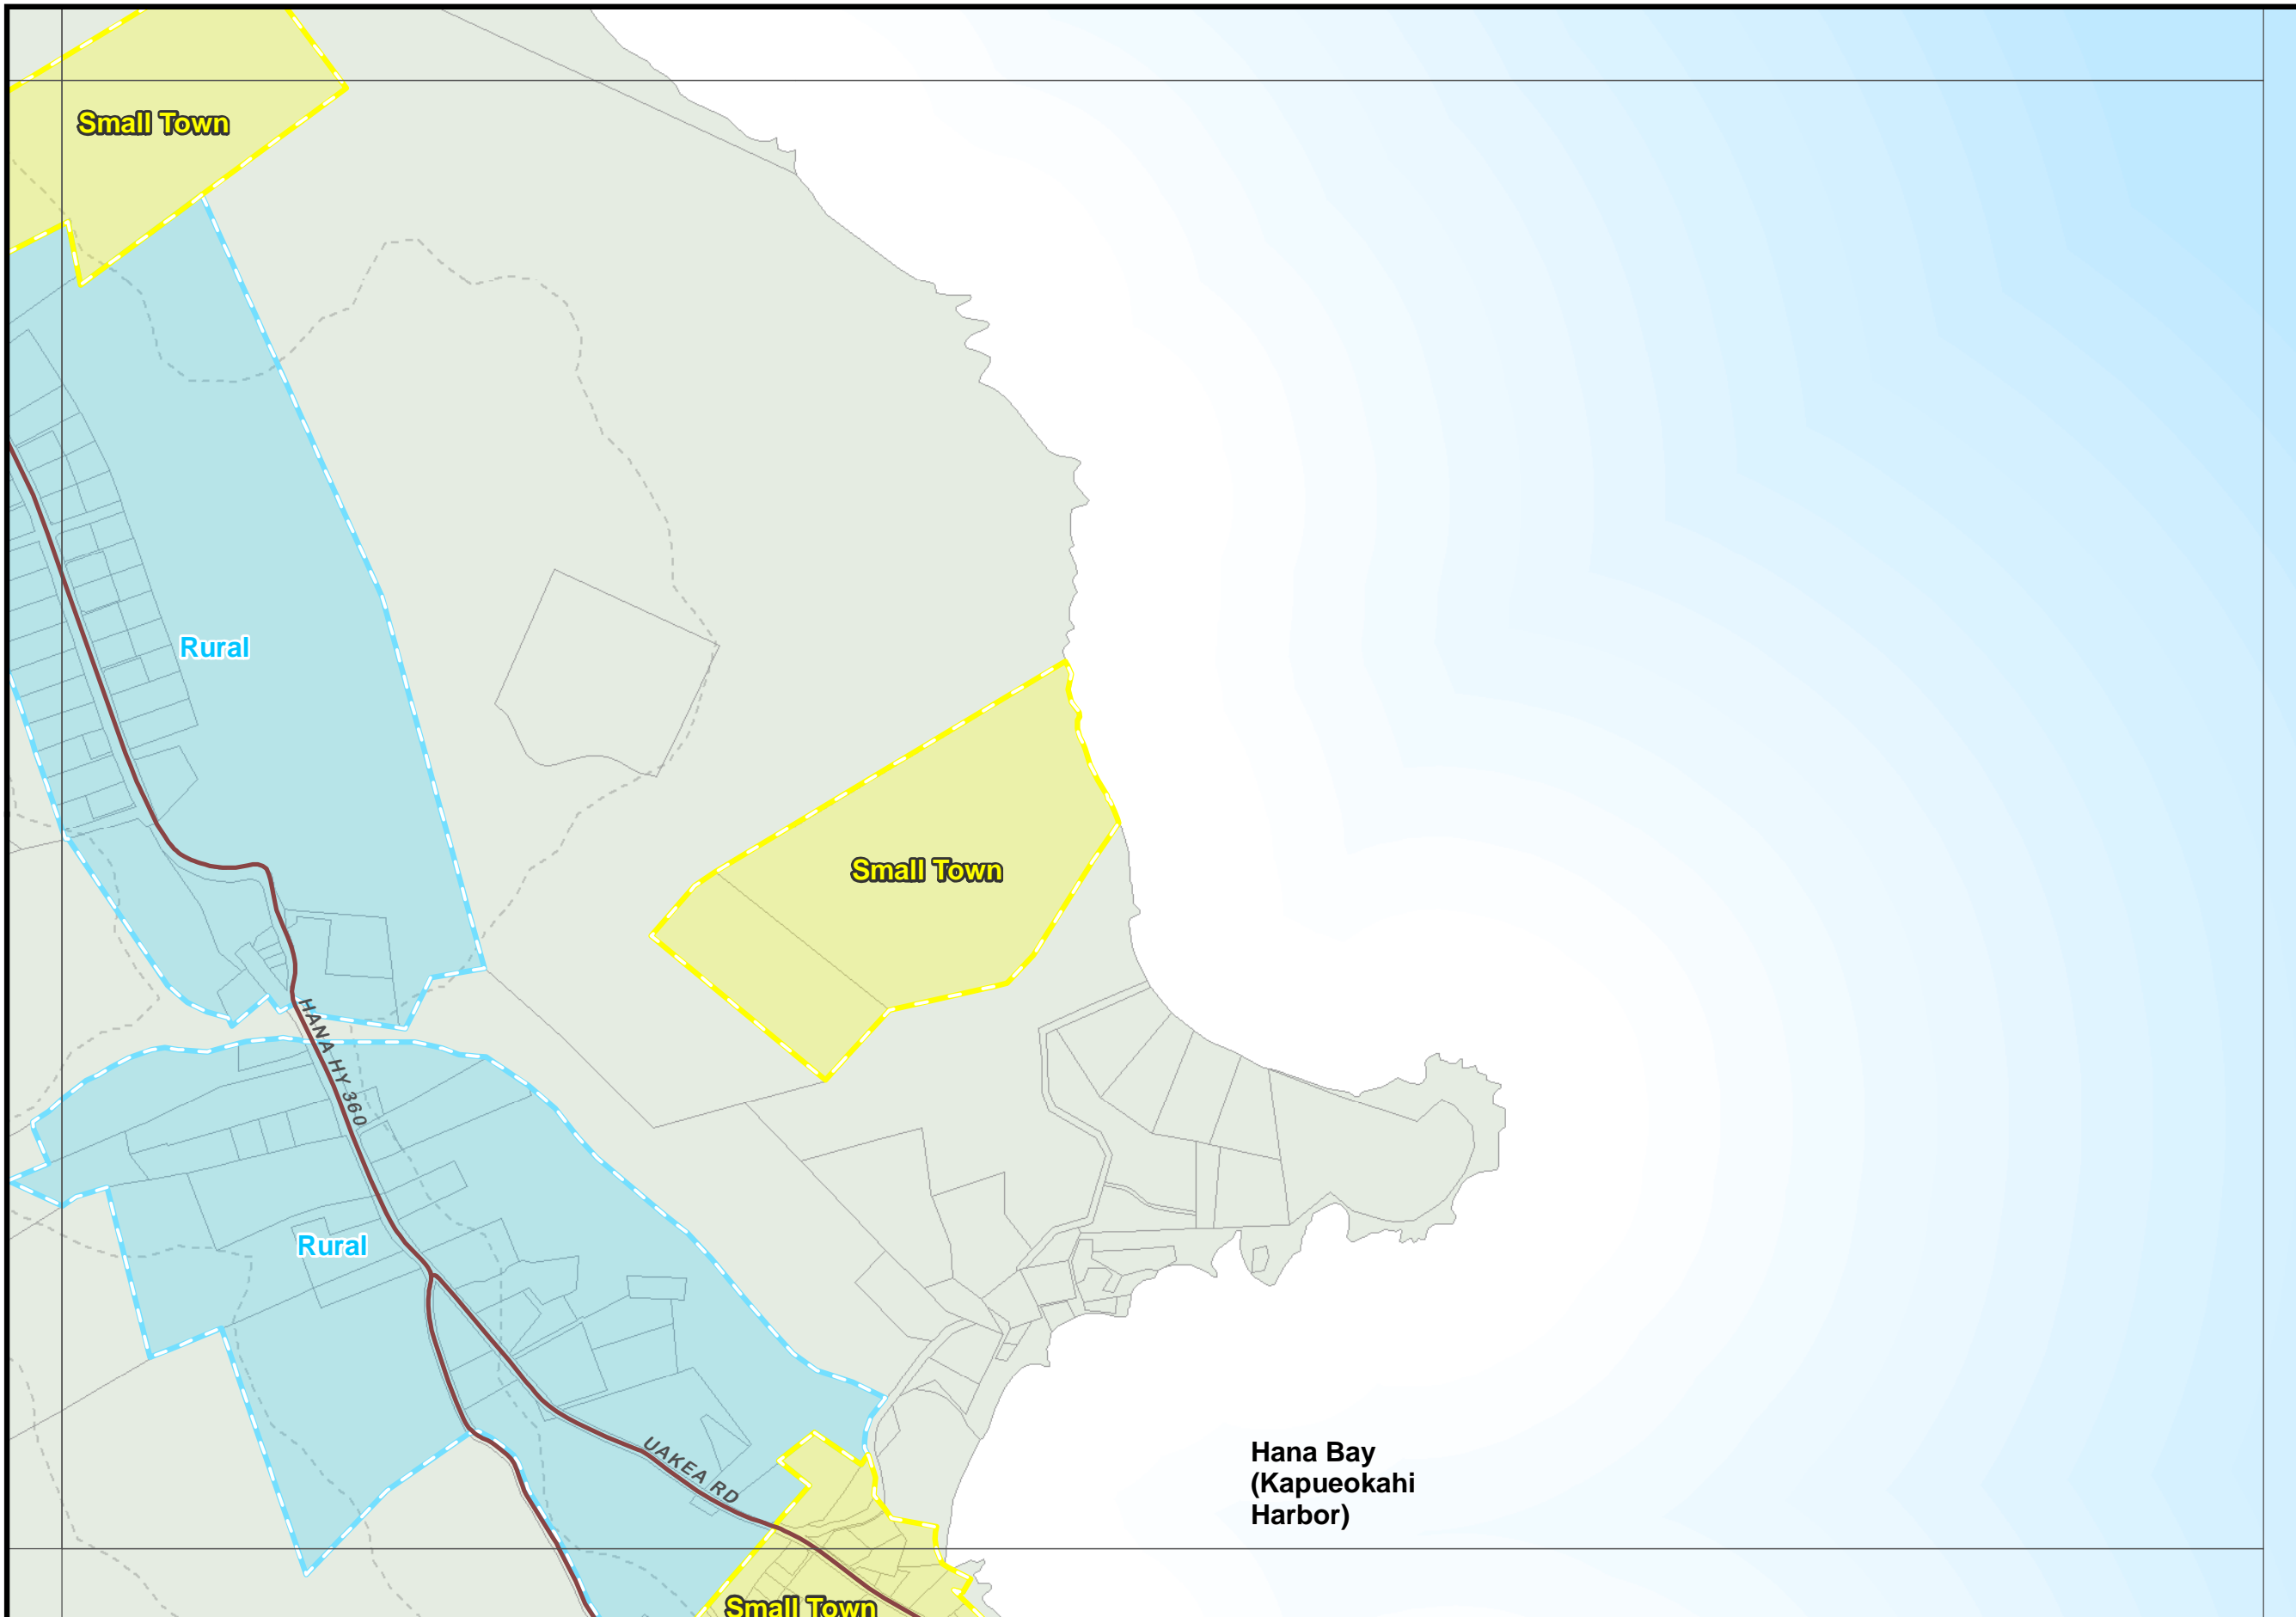 Small Town
Rural
Small Town
HANA HY 360
Rural
UAKEA RD
Hana Bay
(Kapueokahi
Harbor)
Small Town